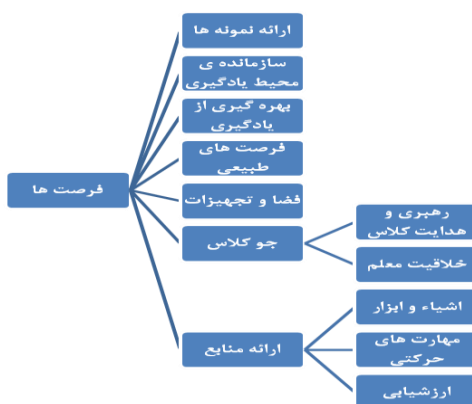 فرصت ها
ارائه نمونه ها
سازمانده ی
محیط یادگیری
بهره گیری از
یادگیری
فرصت های
طبیعی
فضا و تجهیزات
جو کلاس
ارائه منابع
رهبری و
هدایت کلاس
خلاقیت معلم
اشیاء و ابزار
مهارت های
حرکتی
ارزشیابی